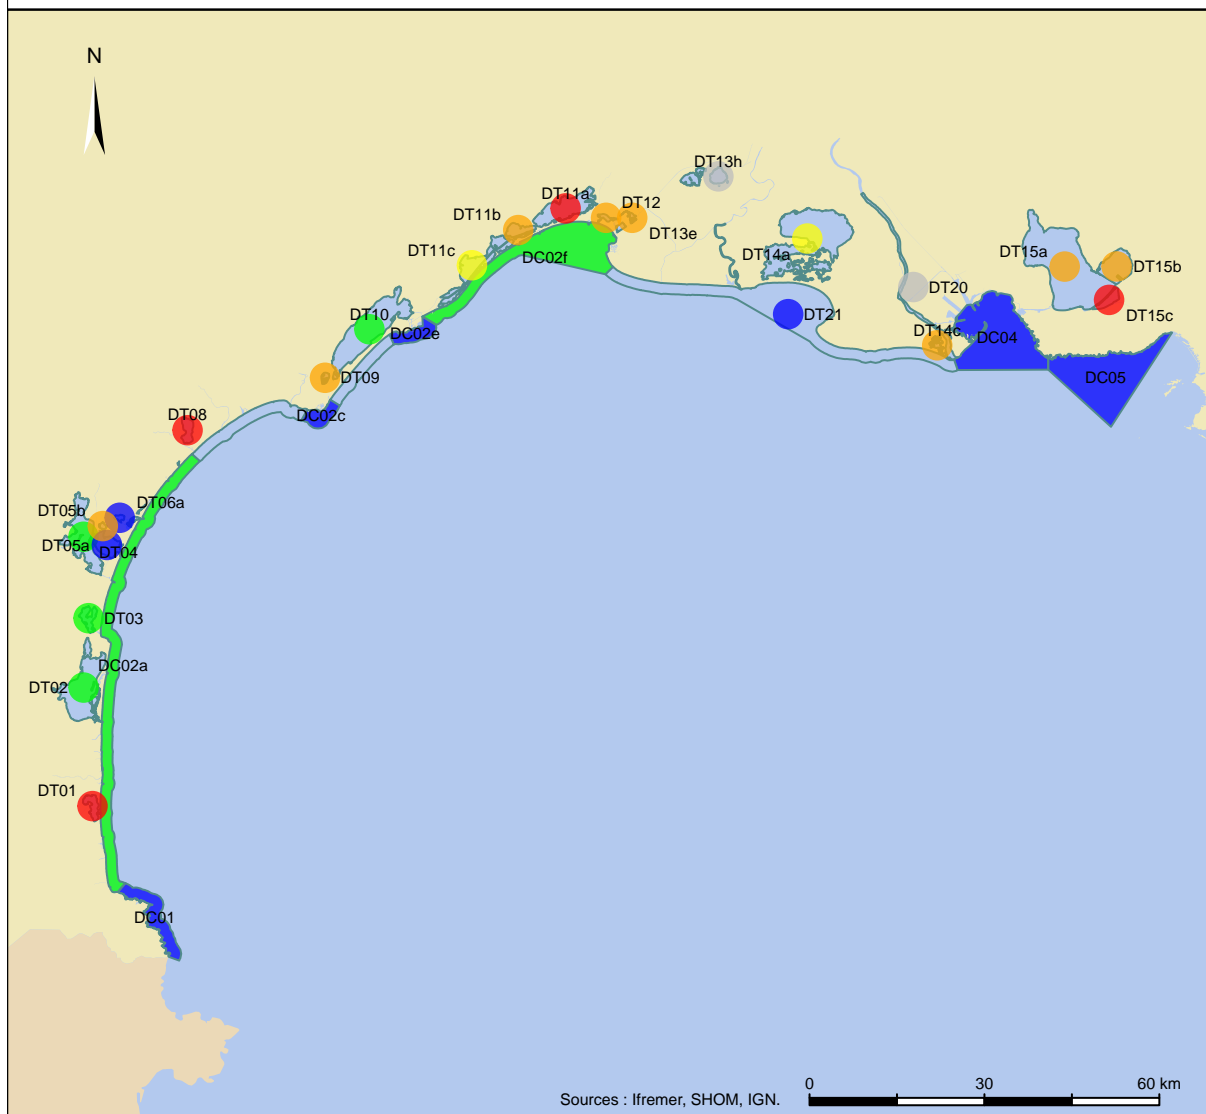 N
DT13h
DT11a
DT12
DT11b
DT13e
DT11c
DC02f
DT14a
DT15a
DT15b
DT20
DT15c
DT10
DC02e
DT21
DT14c
DC04
DC05
DT09
DC02c
DT08
DT06a
DT05b
DT05a
DT04
DT03
DC02a
DT02
DT01
DC01
0 30 60 km
Sources : Ifremer, SHOM, IGN.